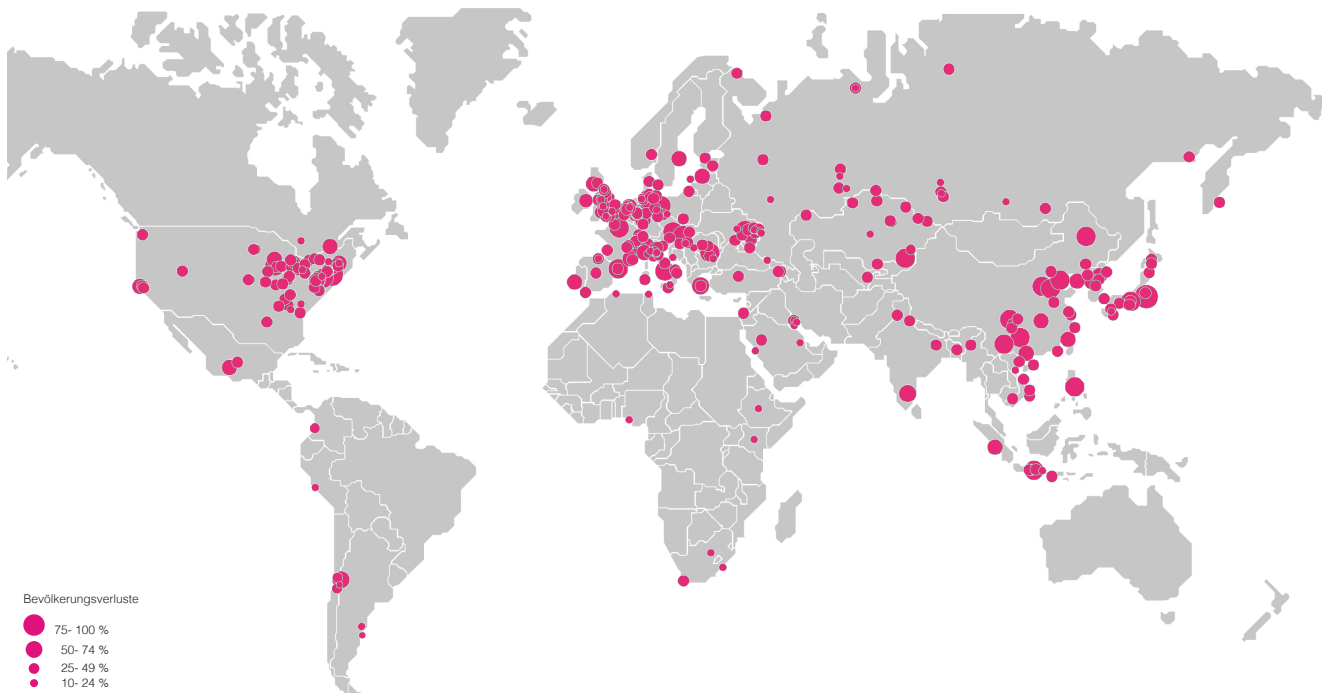 Bevölkerungsverluste
75- 100 %
50- 74 %
25- 49 %
10- 24 %